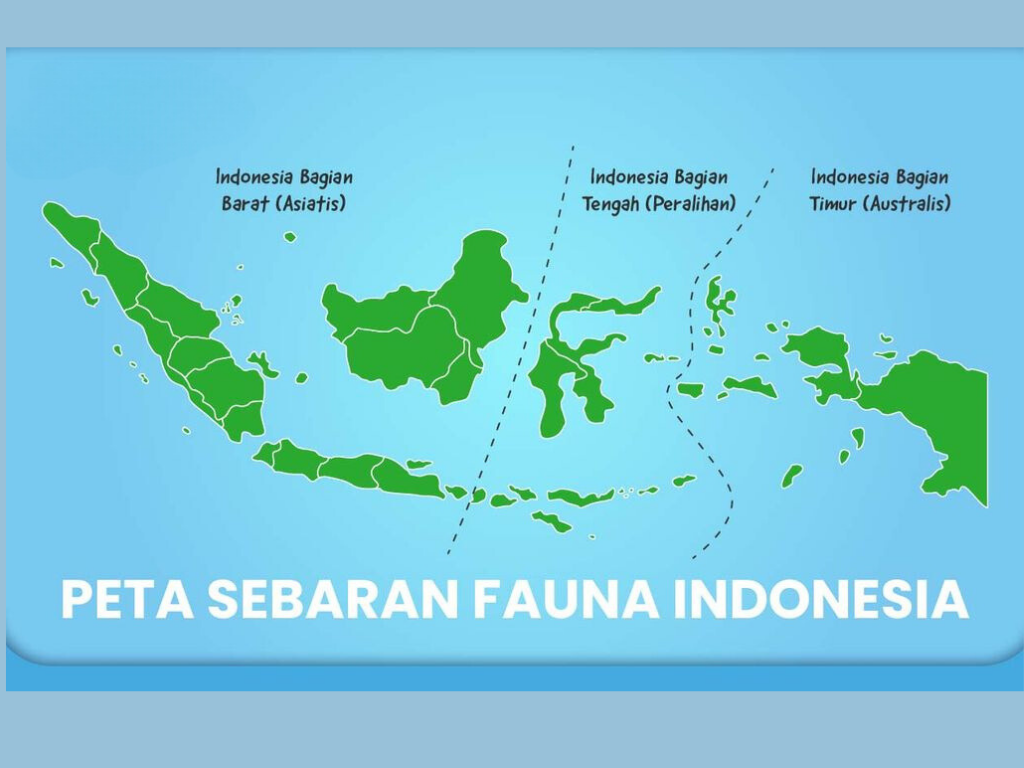 Indonesia Bagian
Barat (Asiatis)
Indonesia Bagian
Tengah (Peralihan)
Indonesia Bagian
Timur (Australis)
PETA SEBARAN FAUNA INDONESIA